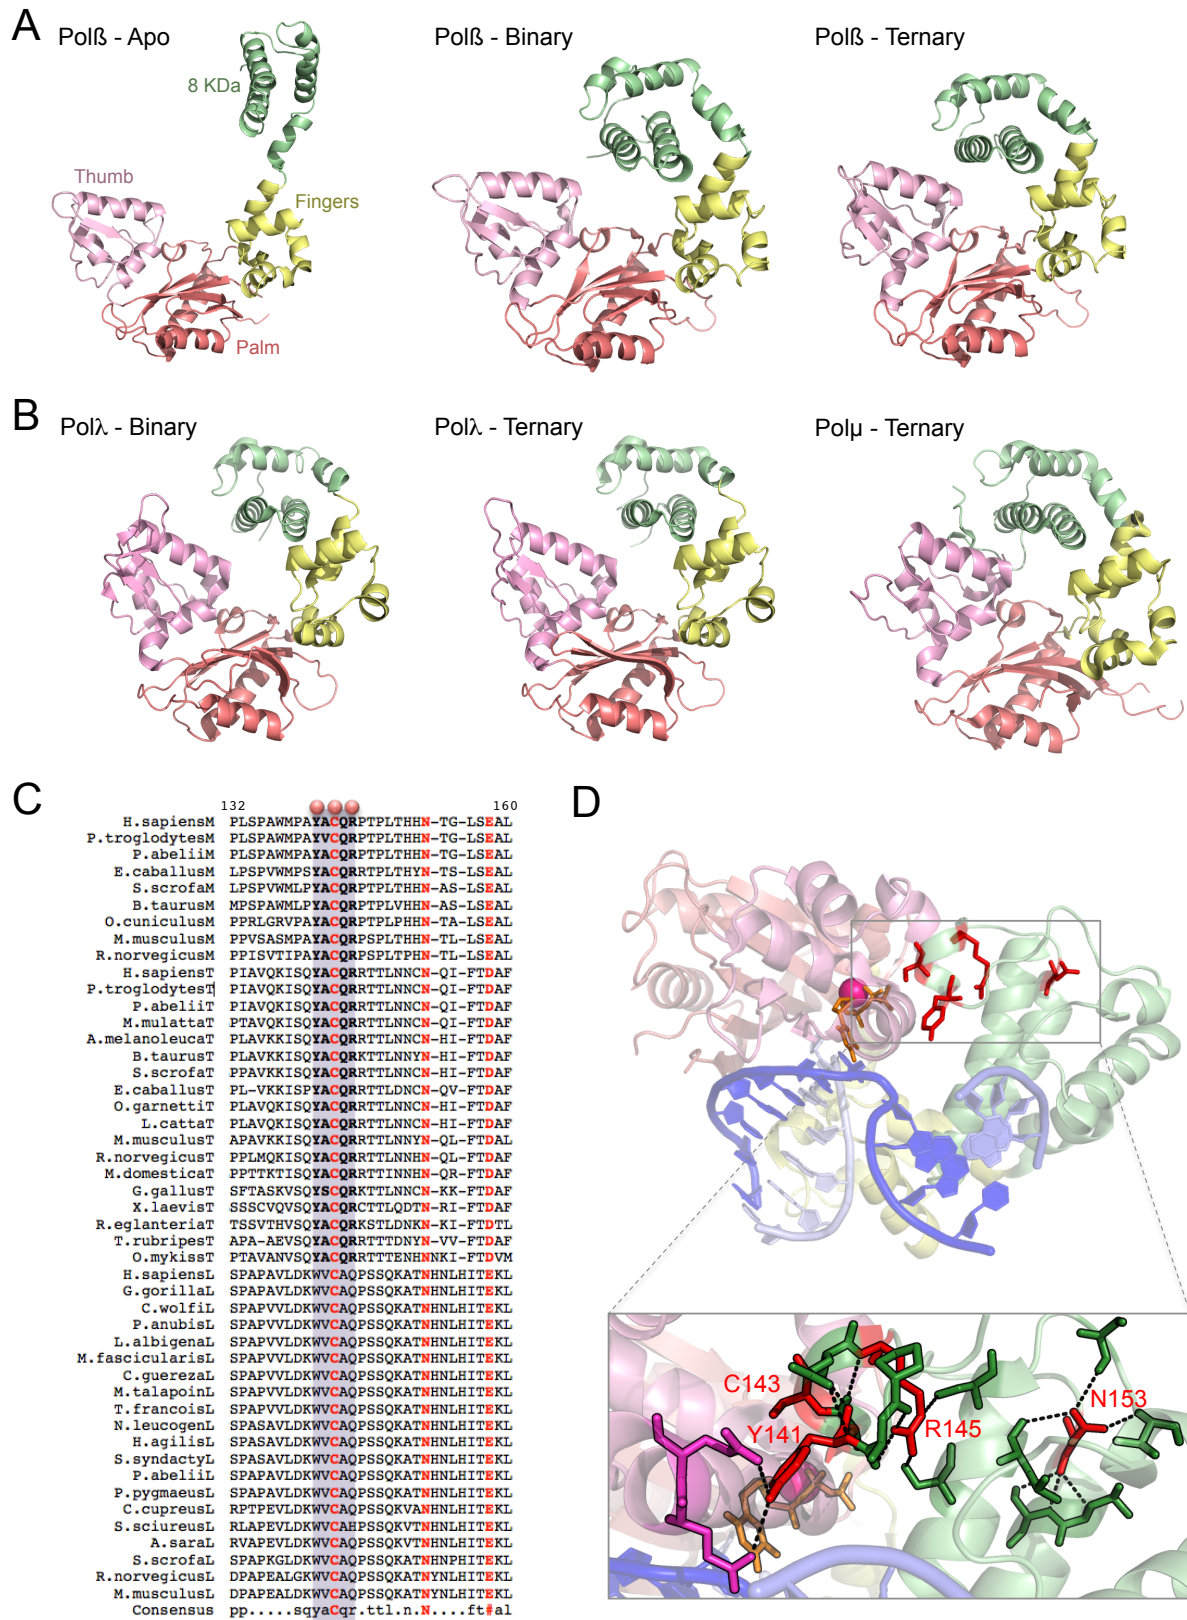 A
Polß - Apo
Polß - Binary
Polß - Ternary
8 KDa
Thumb
Fingers
Palm
B
Polλ - Binary
Polλ - Ternary
Polμ - Ternary
C
132 160
H.sapiensM PLSPAWMPAYACQRPTPLTHHN-TG-LSEAL
P.troglodytesM PLSPAWMPAYVCQRPTPLTHHN-TG-LSEAL
P.abeliiM PLSPAWMPAYACQRPTPLTHHN-TG-LSEAL
E.caballusM LPSPVWMPAYACQRRTPLTHYN-TS-LSEAL
S.scrofaM PLSPVWMLPYACQRPTPLTHHN-AS-LSEAL
B.taurusM MPSPAWMLPYACQRPTPLVHHN-AS-LSEAL
O.cuniculusM PPRLGRVPAYACQRPTPLPHHN-TA-LSEAL
M.musculusM PPVSASMPAYACQRPSPLTHHN-TL-LSEAL
R.norvegicusM PPISVTIPAYACQRPSPLTPHN-TL-LSEAL
H.sapiensT PIAVQKISQYACQRRTTLNNCN-QI-FTDAF
P.troglodytesT PIAVQKISQYACQRRTTLNNCN-QI-FTDAF
P.abeliiT PIAVQKISQYACQRRTTLNNCN-QI-FTDAF
M.mulattaT PTAVQKISQYACQRRTTLNNCN-QI-FTDAF
A.melanoleucaT PLAVKKISQYACQRRTTLNNCN-HI-FTDAF
B.taurusT PLAVKKISQYACQRRTTLNNYN-QI-FTDAF
S.scrofaT PPAVKKISPYACQRRTTLNNCN-HI-FTDAF
E.caballusT PL-VKKISPYACQRRTTLDNCN-QV-FTDAF
O.garnettiT PLAVQKISQYACQRRTTLNNCN-HI-FTDAF
L.cattaT PLAVQKISQYACQRRTTLNNCN-HI-FTDAF
M.musculusT APAVKKISQYACQRRTTLNNYN-QL-FTDAL
R.norvegicusT PPLMQKISQYACQRRTTLNNHN-QL-FTDAF
M.domesticaT PPTTKTISQYACQRRTTINNHN-QR-FTDAF
G.gallusT SFTASKVSQYSCQRKTTLNNCN-KK-FTDAF
X.laevisT SSSCVQVSQYACQRCTTLQDTN-RI-FTDAF
R.eglanteriaT TSSVTHVSQYACQRKSTLDNKN-KI-FTDTL
T.rubripesT APA-AEVSQYACQRRTTTDNYN-VV-FTDAF
O.mykissT PTAVANVSQYACQRRTTTENHNNKI-FTDVM
H.sapiensL SPAPAVLDKWVCAQPSSQKATNHNLHITEKL
G.gorillaL SPAPVVLDKWVCAQPSSQKATNHNLHITEKL
C.wolfiL SPAPVVLDKWVCAQPSSQKATNHNLHITEKL
P.anubisL SPAPVVLDKWVCAQPSSQKATNHNLHITEKL
L.albigenaL SPAPVVLDKWVCAQPSSQKATNHNLHITEKL
M.fascicularisL SPAPVVLDKWVCAQPSSQKATNHNLHITEKL
C.guerezaL SPAPVVLDKWVCAQPSSQKATNHNLHITEKL
M.talapoinL SPAPVVLDKWVCAQPSSQKATNHNLHITEKL
T.francoisL SPAPVVLDKWVCAQPSSQKATNHNLHITEKL
N.leucogenL SPASAVLDKWVCAQPSSQKATNHNLHITEKL
H.agilisL SPASAVLDKWVCAQPSSQKATNHNLHITEKL
S.syndactyL SPASAVLDKWVCAQPSSQKATNHNLHITEKL
P.abeliiL SPAPAVLDKWVCAQPSSQKATNHNLHITEKL
P.pygmaeusL SPAPAVLDKWVCAQPSSQKATNHNLHITEKL
C.cupreusL RPTPEVLDKWVCAQPSSQKVANHNLHITEKL
S.sciureusL RLAPEVLDKWVCAHPSSQKVTNHNLHITEKL
A.saraL RVAPEVLDKWVCAQPSSQKVTNHNLHITEKL
S.scrofaL SPAPKGLDKWVCAQPSSQKATNHNPHITEKL
R.norvegicusL DPAPEALGKWVCAQPSSQKATNYNLHITEKL
M.musculusL DPAPEALDKWVCAQPSSQKATNYNLHITEKL
Consensus pp.....sqyaCqr.ttl.n.N....ft#al
D
C143
Y141
R145
N153